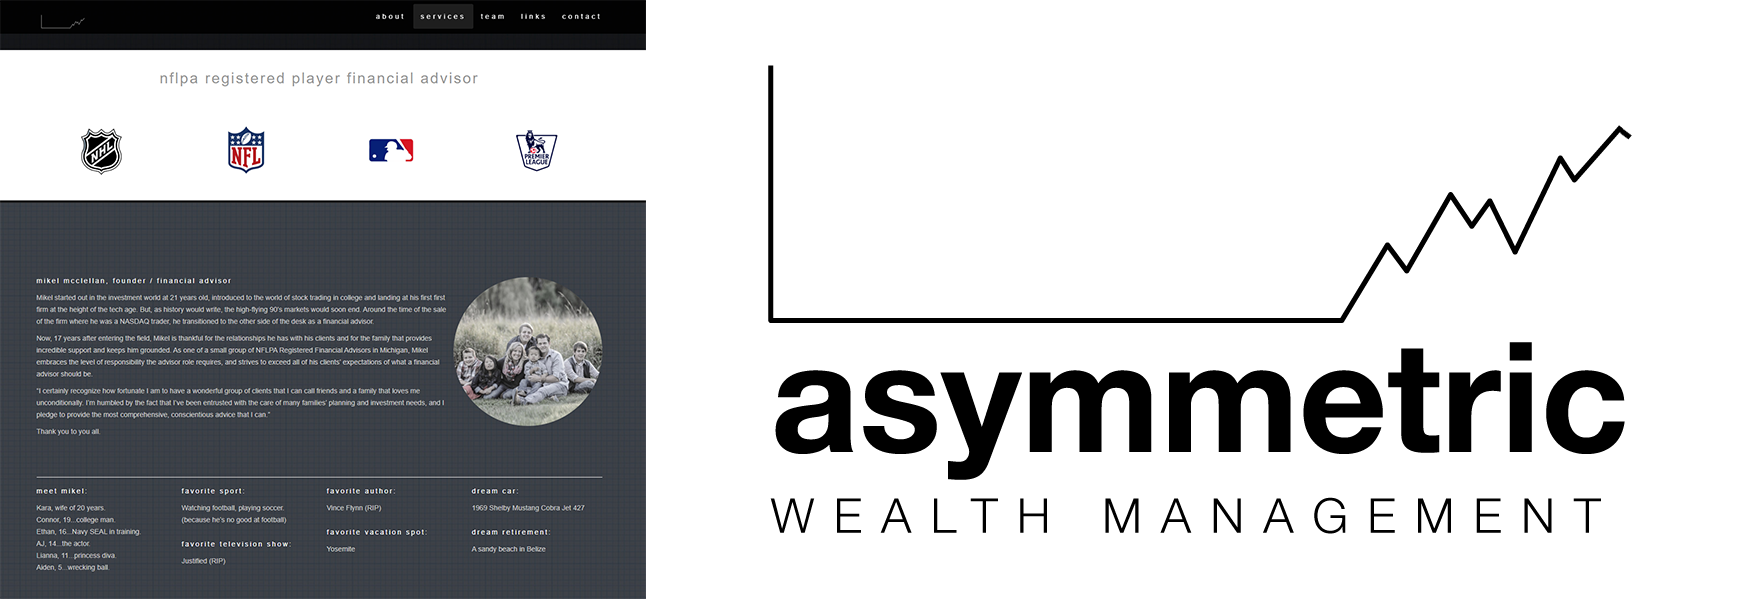 about services team links contact
nflpa registered player financial advisor
NHL
NFL
PREMIER
LEAGUE
mikel mcclellan, founder / financial advisor
Mikel started out in the investment world at 21 years old, introduced to the world of stock trading in college and landing at his first first
firm at the height of the tech age. But, as history would write, the high-flying 90's markets would soon end. Around the time of the sale
of the firm where he was a NASDAQ trader, he transitioned to the other side of the desk as a financial advisor.
Now, 17 years after entering the field, Mikel is thankful for the relationships he has with his clients and for the family that provides
incredible support and keeps him grounded. As one of a small group of NFLPA Registered Financial Advisors in Michigan, Mikel
embraces the level of responsibility the advisor role requires, and strives to exceed all of his clients' expectations of what a financial
advisor should be.
"I certainly recognize how fortunate I am to have a wonderful group of clients that I can call friends and a family that loves me
unconditionally. I'm humbled by the fact that I've been entrusted with the care of many families' planning and investment needs, and I
pledge to provide the most comprehensive, conscientious advice that I can."
Thank you to you all.
meet mikel:
Kara, wife of 20 years.
Connor, 19...college man.
Ethan, 16...Navy SEAL in training.
AJ, 14...the actor.
Lianna, 11...princess diva.
Aiden, 5...wrecking ball.
favorite sport:
Watching football, playing soccer.
(because he's no good at football)
favorite television show:
Justified (RIP)
favorite author:
Vince Flynn (RIP)
favorite vacation spot:
Yosemite
dream car:
1969 Shelby Mustang Cobra Jet 427
dream retirement:
A sandy beach in Belize
asymmetric
WEALTH MANAGEMENT